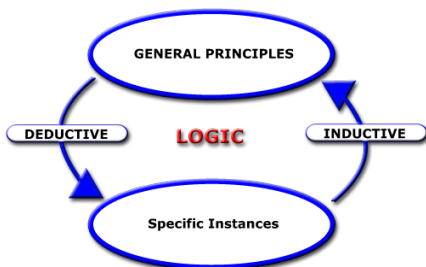 GENERAL PRINCIPLES
DEDUCTIVE
LOGIC
INDUCTIVE
Specific Instances